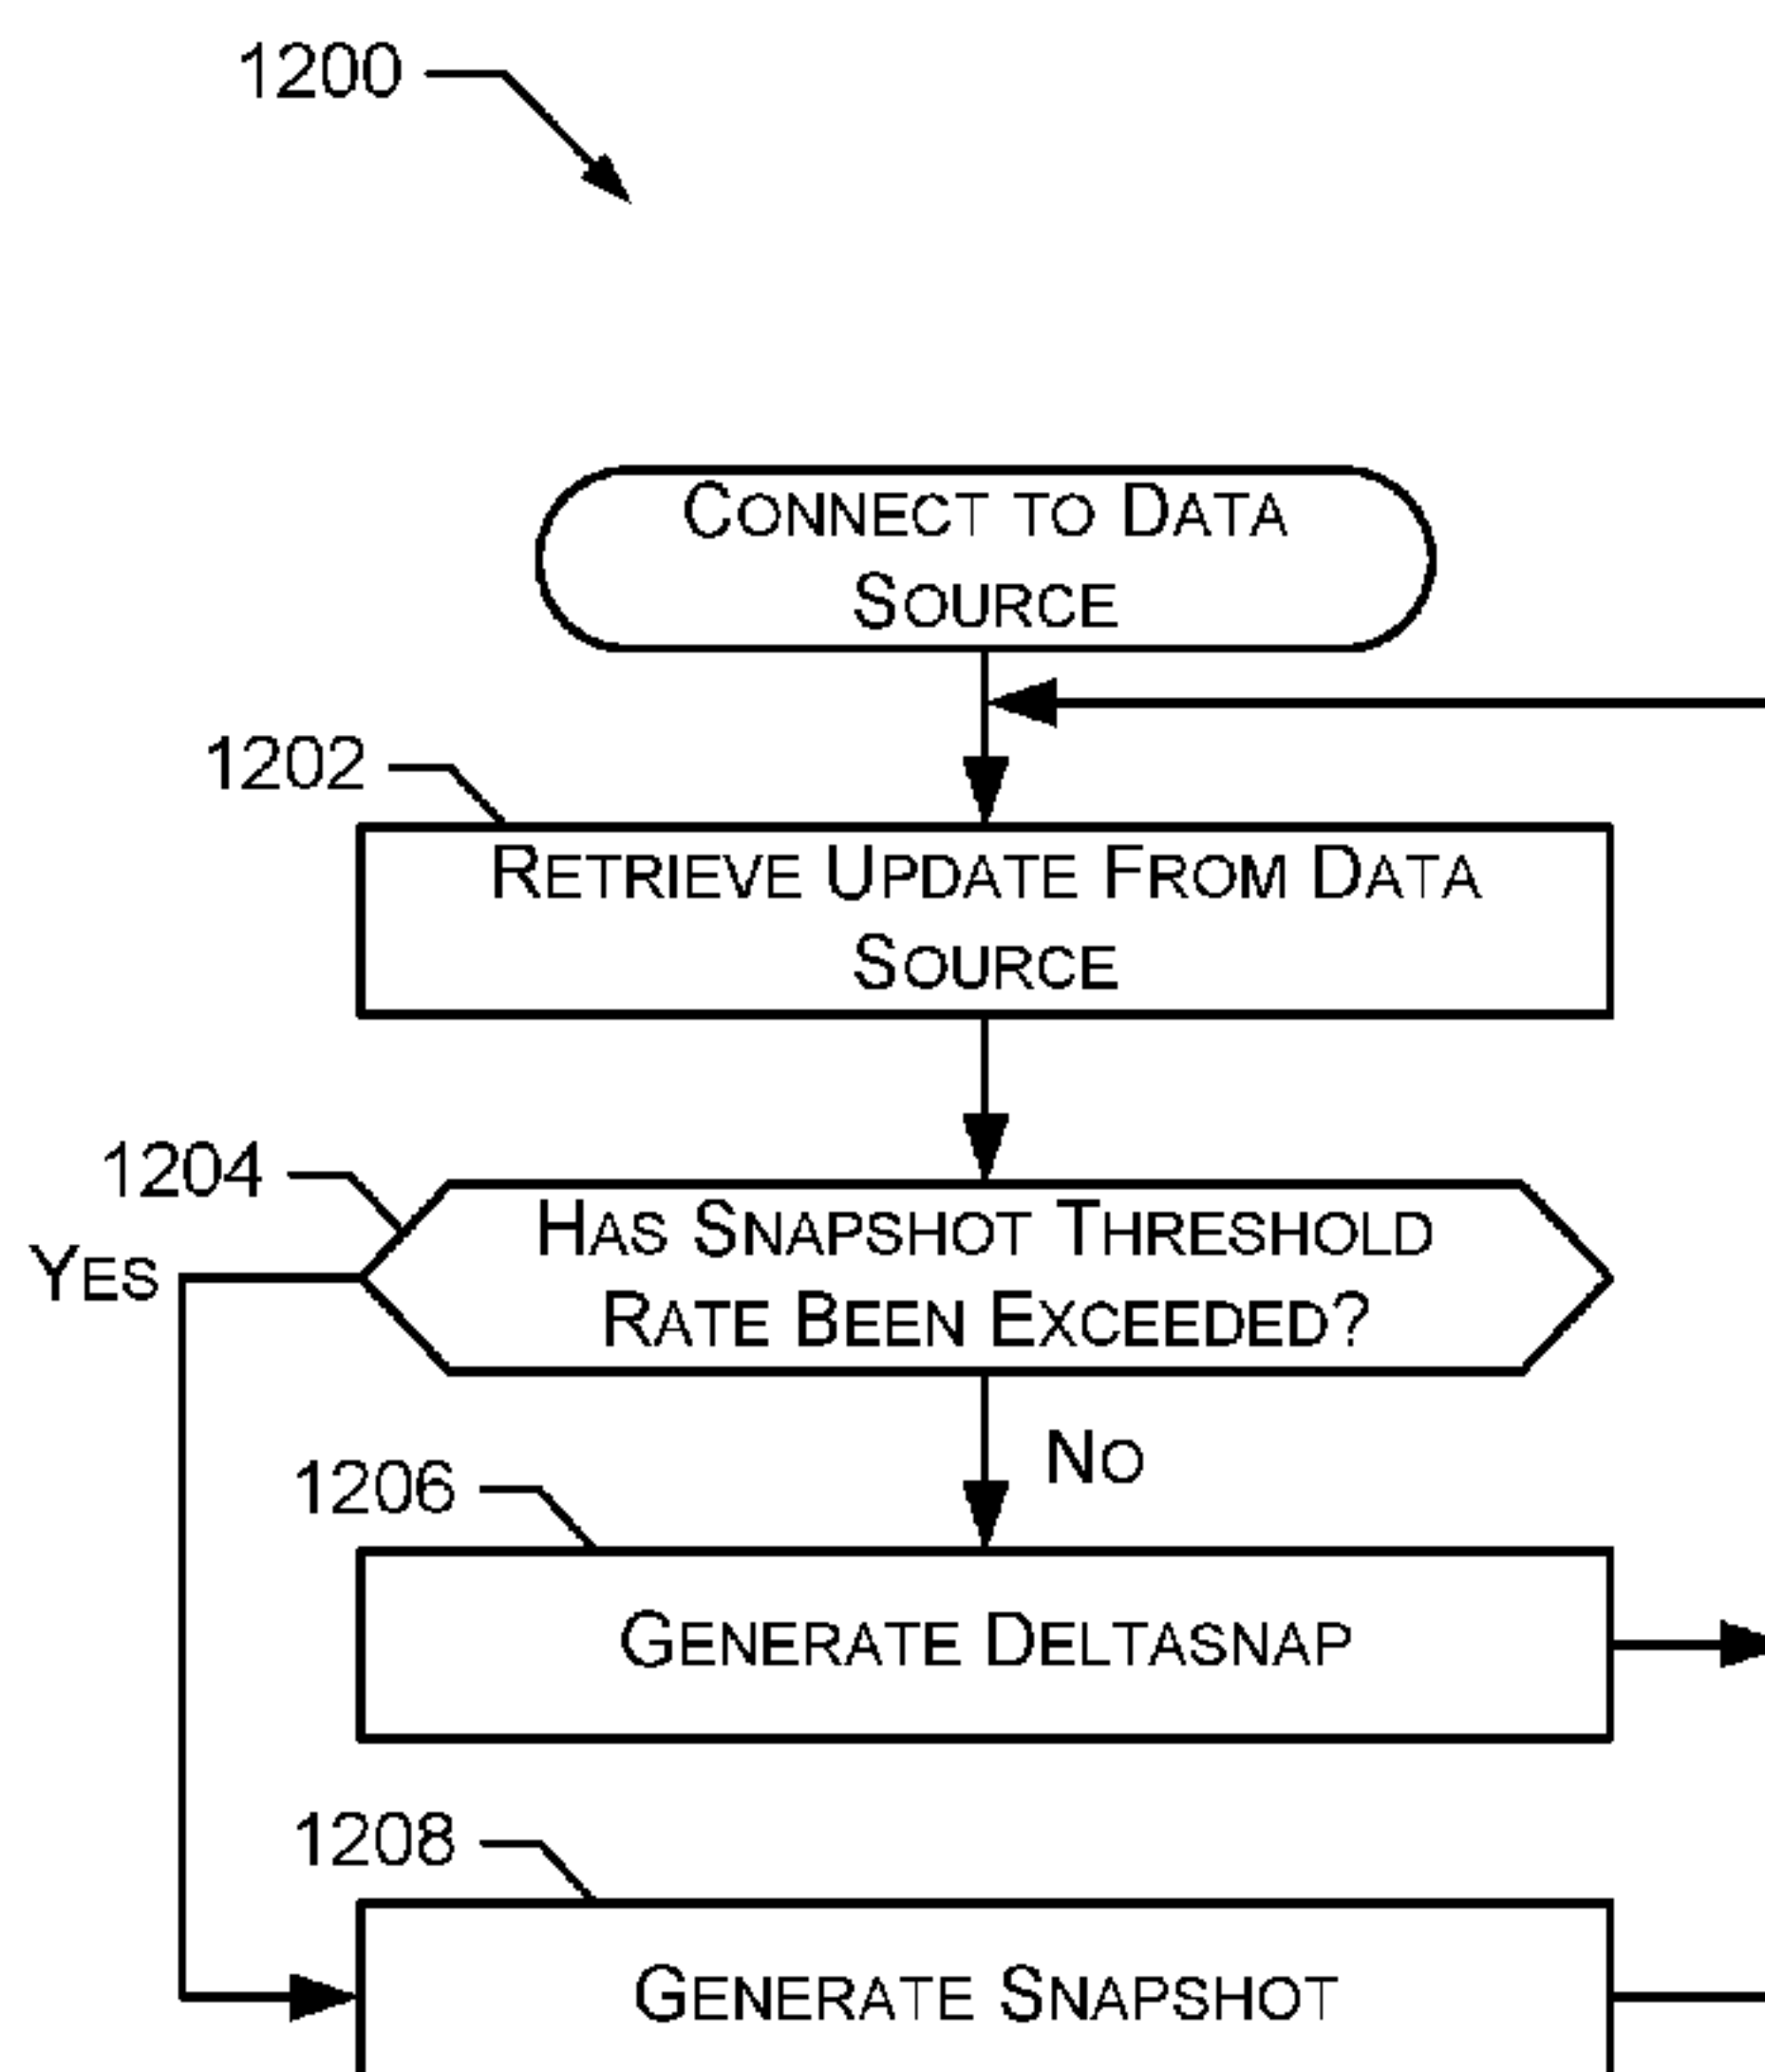 1200
CONNECT TO DATA
SOURCE
1202
RETRIEVE UPDATE FROM DATA
SOURCE
1204
HAS SNAPSHOT THRESHOLD
RATE BEEN EXCEEDED?
YES
NO
1206
GENERATE DELTASNAP
1208
GENERATE SNAPSHOT